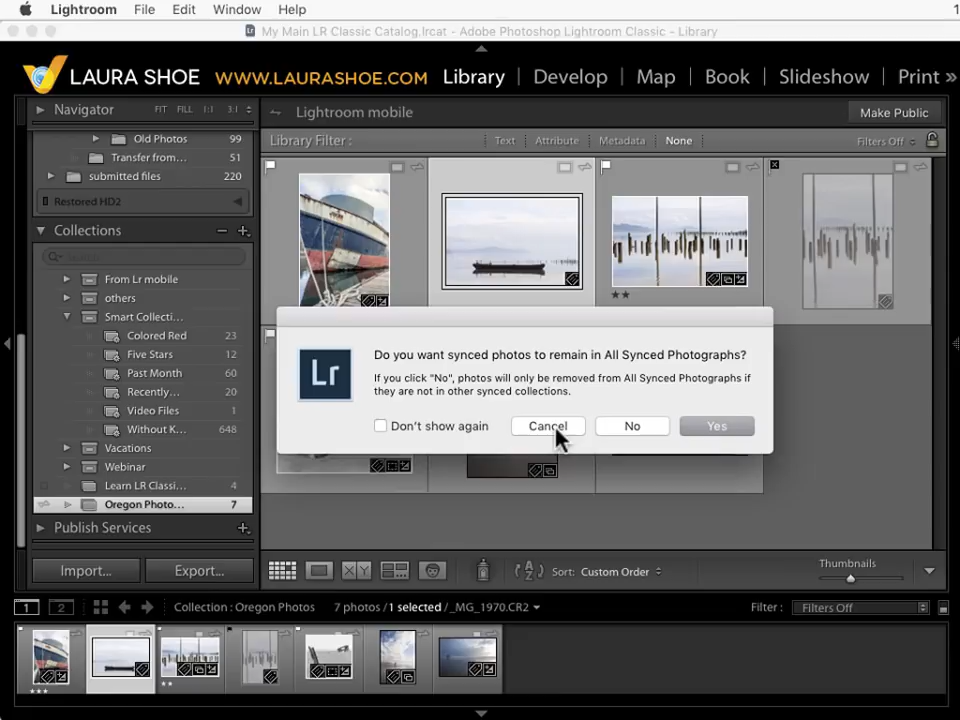 Lightroom File Edit Window Help 1
My Main LR Classic Catalog.lrcat - Adobe Photoshop Lightroom Classic - Library
LAURA SHOE WWW.LAURASHOE.COM Library | Develop | Map | Book | Slideshow | Print »
Navigator FIT FILL 1:1 3:1
Lightroom mobile Make Public
Old Photos 99
Library Filter : Text Attribute Metadata None Filters Off
Transfer from... 51
submitted files 220
Restored HD2
Collections
From Lr mobile
others
Smart Collecti...
Colored Red 23
Five Stars 12
Past Month 60
Recently... 20
Video Files 1
Without K... 648
Vacations
Webinar
Learn LR Classi... 4
Oregon Photo... 7
Publish Services
Import... Export...
Lr
Do you want synced photos to remain in All Synced Photographs?
If you click "No", photos will only be removed from All Synced Photographs if
they are not in other synced collections.
Don't show again Cancel No Yes
XY Sort: Custom Order Thumbnails
1 2 Collection : Oregon Photos 7 photos / 1 selected / _MG_1970.CR2 Filter : Filters Off